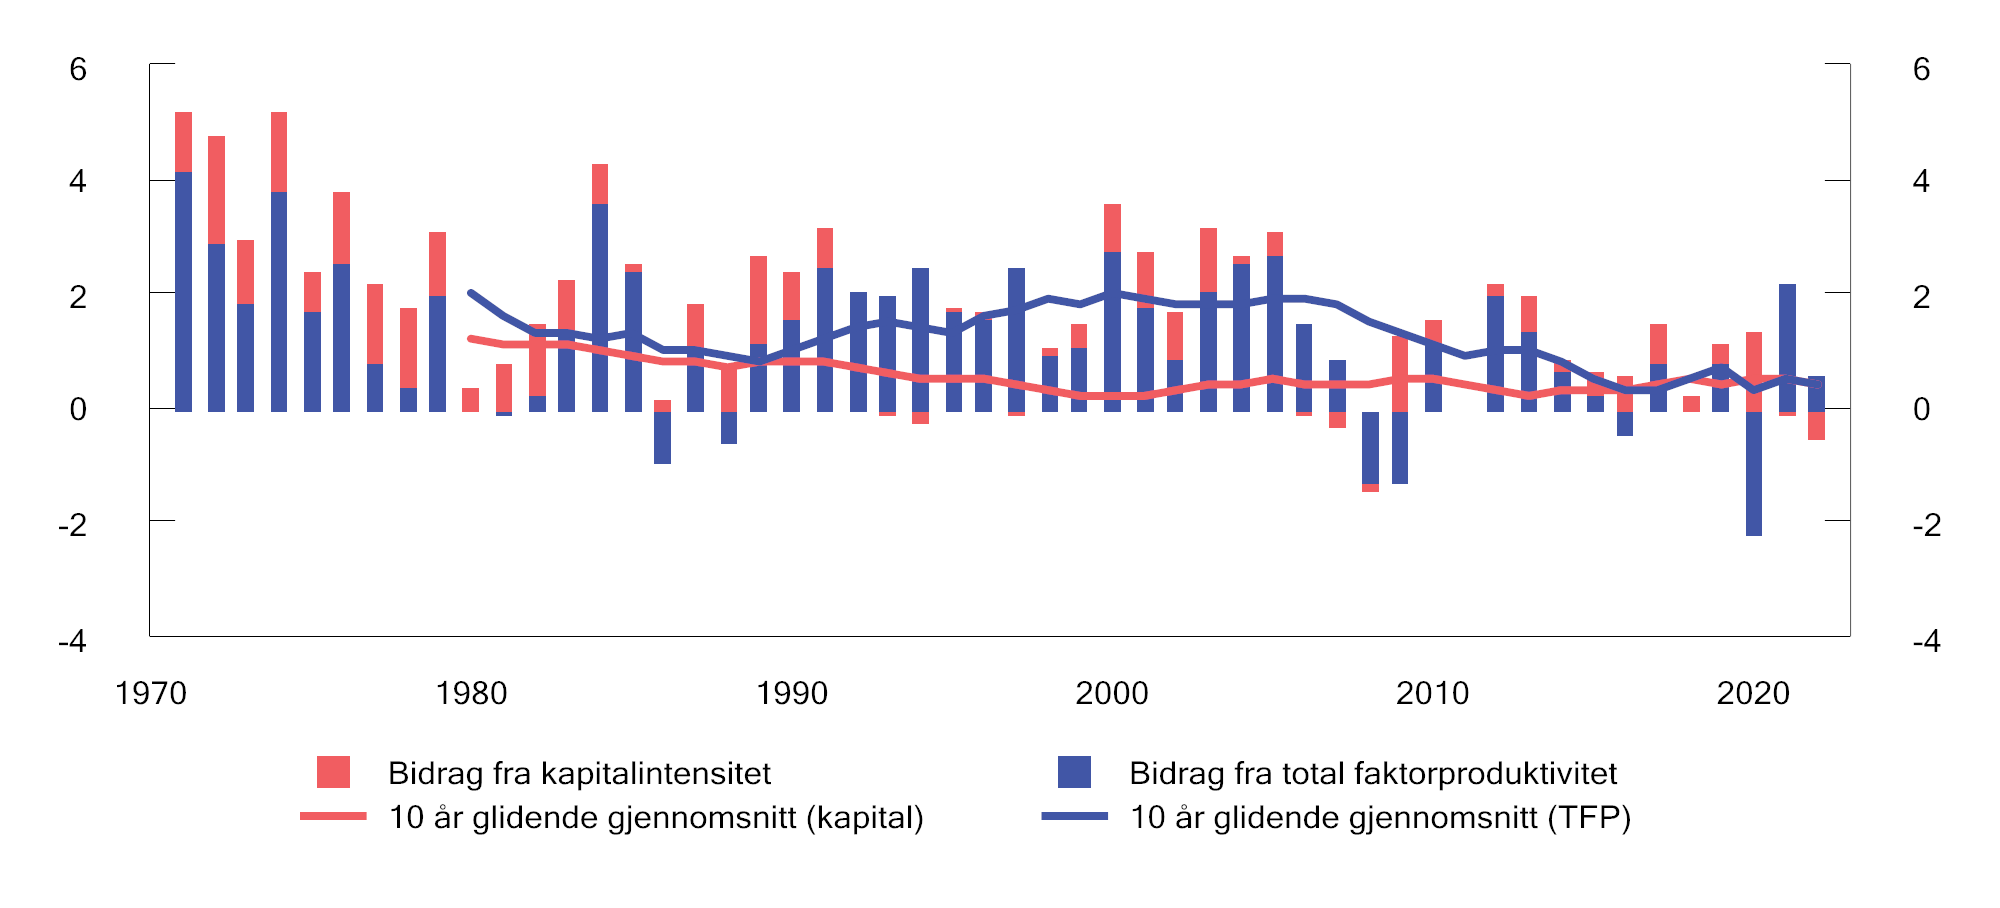 6 6
4 4
2 2
0 0
-2 -2
-4 -4
1970 1980 1990 2000 2010 2020
Bidrag fra kapitalintensitet Bidrag fra total faktorproduktivitet
10 år glidende gjennomsnitt (kapital) 10 år glidende gjennomsnitt (TFP)